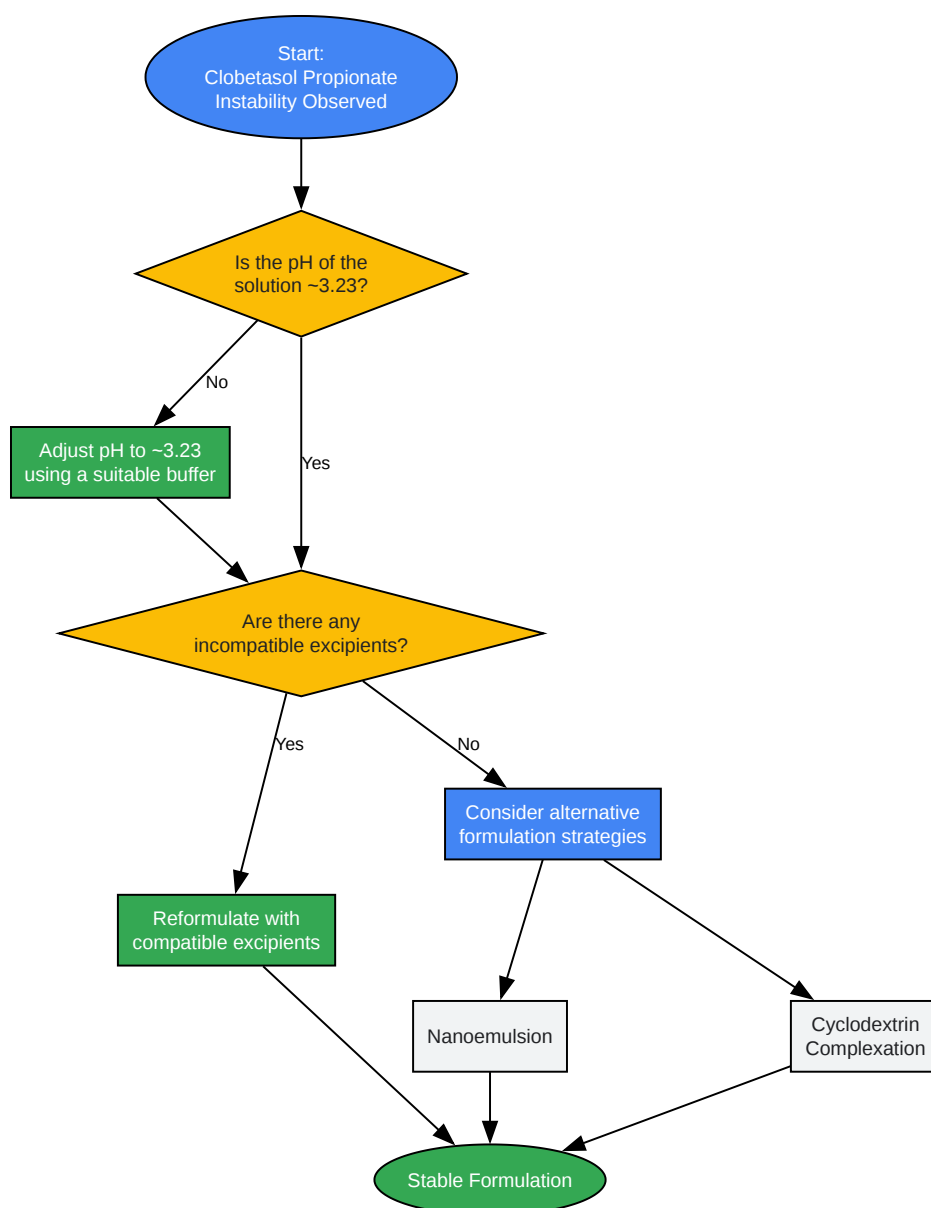 Start:
Clobetasol Propionate
Instability Observed
Is the pH of the
solution ~3.23?
No
Adjust pH to ~3.23
using a suitable buffer
Yes
Are there any
incompatible excipients?
Yes
No
Consider alternative
formulation strategies
Reformulate with
compatible excipients
Nanoemulsion
Cyclodextrin
Complexation
Stable Formulation